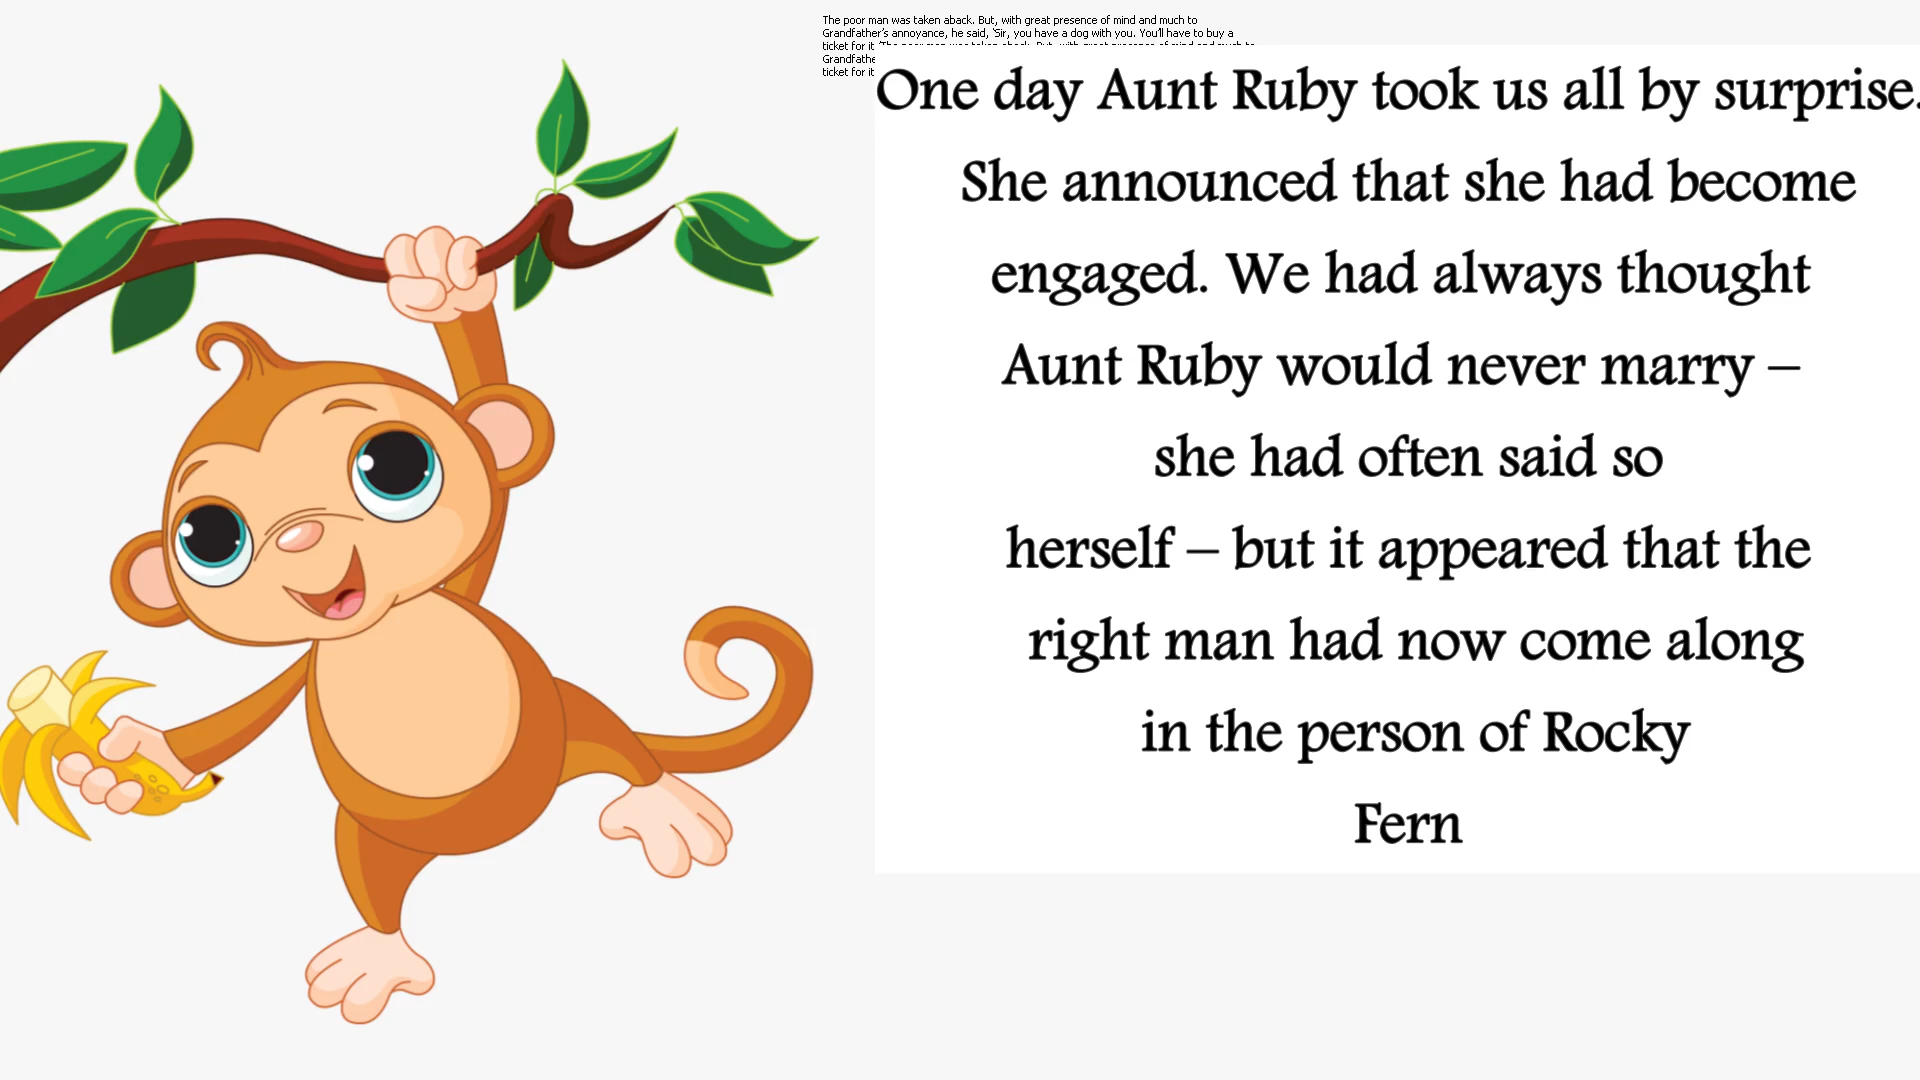 The poor man was taken aback. But, with great presence of mind and much to
Grandfather's annoyance, he said, 'Sir, you have a dog with you. You'll have to buy a
ticket for it
Grandfathe
ticket for it
One day Aunt Ruby took us all by surprise.
She announced that she had become
engaged. We had always thought
Aunt Ruby would never marry –
she had often said so
herself – but it appeared that the
right man had now come along
in the person of Rocky
Fern